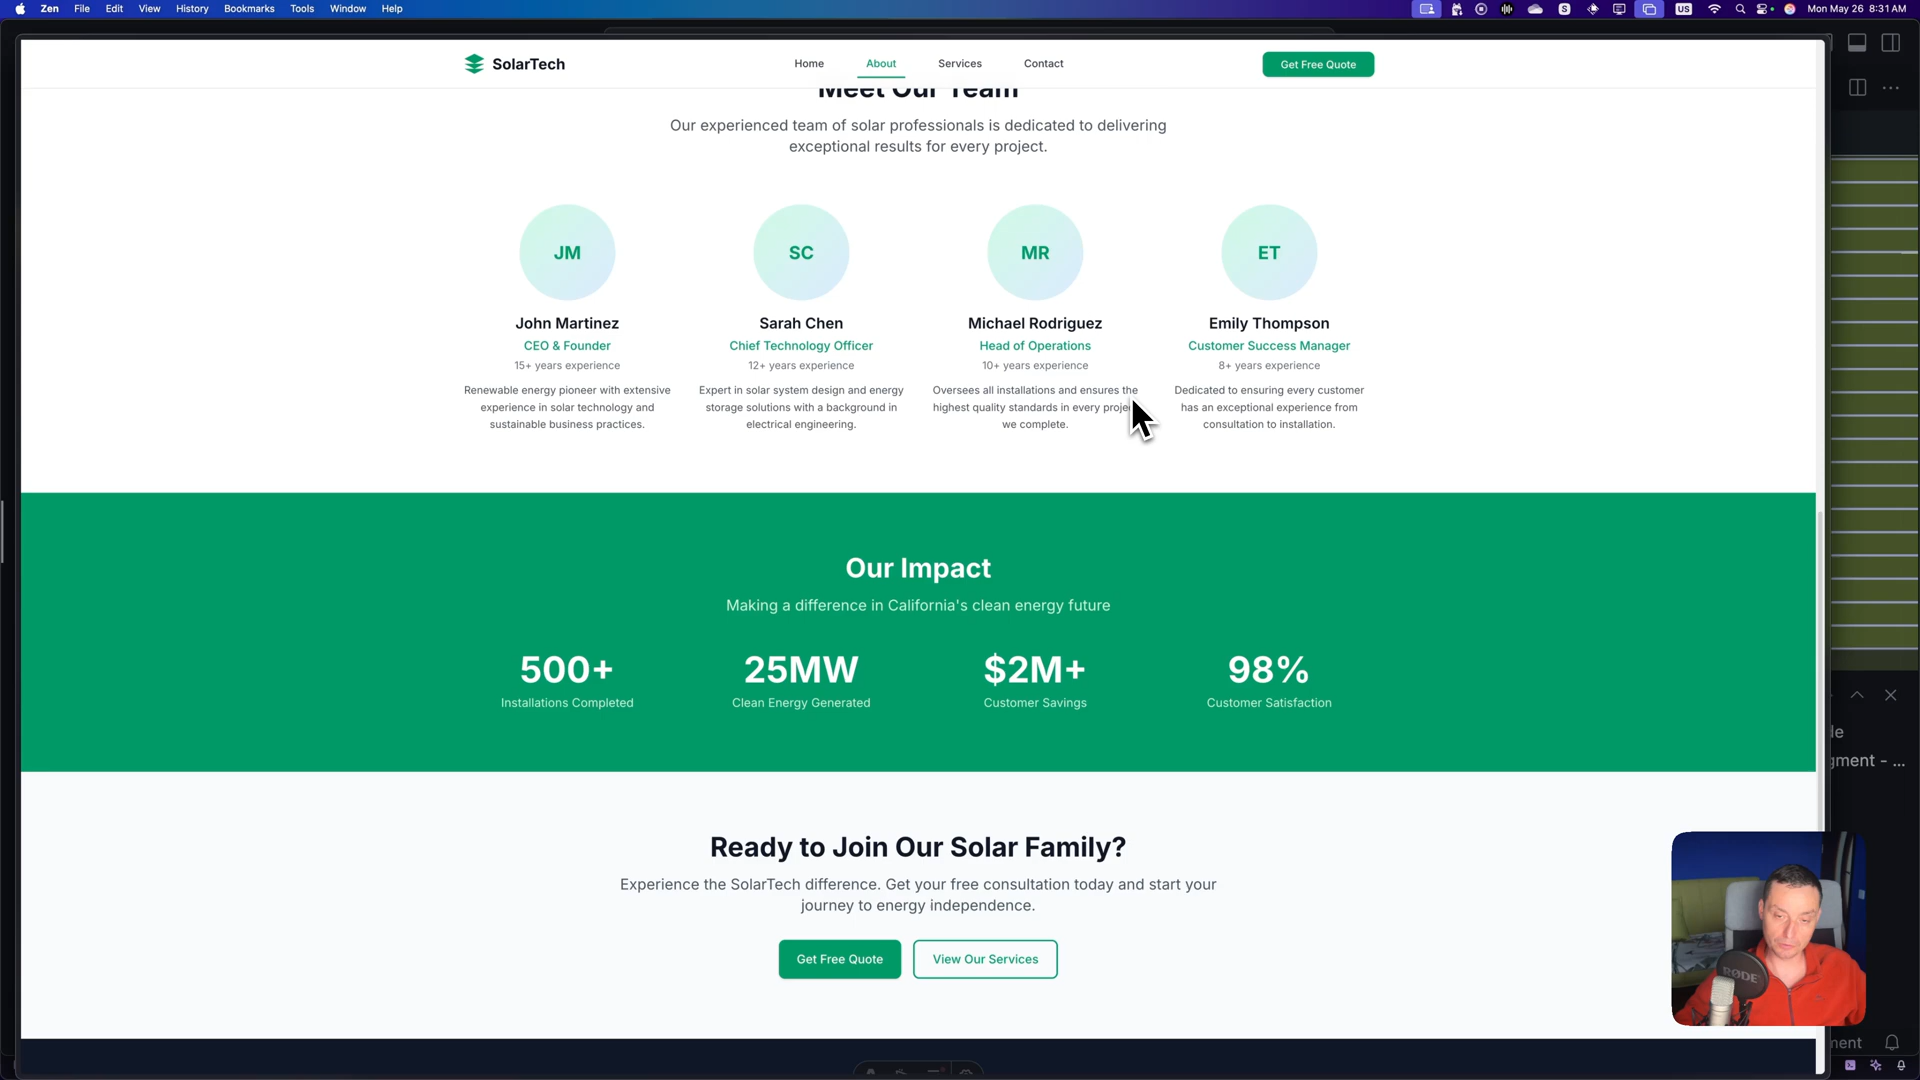 Zen File Edit View History Bookmarks Tools Window Help
US
Mon May 26 8:31 AM
SolarTech
Home About Services Contact
Get Free Quote
Meet Our Team
Our experienced team of solar professionals is dedicated to delivering
exceptional results for every project.
JM
John Martinez
CEO & Founder
15+ years experience
Renewable energy pioneer with extensive
experience in solar technology and
sustainable business practices.
SC
Sarah Chen
Chief Technology Officer
12+ years experience
Expert in solar system design and energy
storage solutions with a background in
electrical engineering.
MR
Michael Rodriguez
Head of Operations
10+ years experience
Oversees all installations and ensures the
highest quality standards in every proje
we complete.
ET
Emily Thompson
Customer Success Manager
8+ years experience
Dedicated to ensuring every customer
has an exceptional experience from
consultation to installation.
Our Impact
Making a difference in California's clean energy future
500+
Installations Completed
25MW
Clean Energy Generated
$2M+
Customer Savings
98%
Customer Satisfaction
Ready to Join Our Solar Family?
Experience the SolarTech difference. Get your free consultation today and start your
journey to energy independence.
Get Free Quote
View Our Services
gment - ...
RØDE